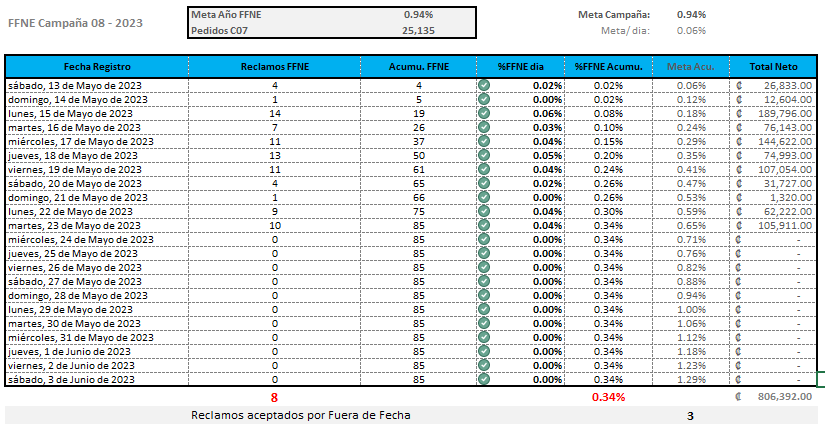 FFNE Campaña 08 - 2023
Meta Año FFNE 0.94%
Pedidos C07 25,135
Meta Campaña: 0.94%
Meta/ dia: 0.06%
Fecha Registro Reclamos FFNE Acumu. FFNE %FFNE dia %FFNE Acumu. Meta Acu. Total Neto
sábado, 13 de Mayo de 2023 4 4 0.02% 0.02% 0.06% ₡ 26,833.00
domingo, 14 de Mayo de 2023 1 5 0.00% 0.02% 0.12% ₡ 12,604.00
lunes, 15 de Mayo de 2023 14 19 0.06% 0.08% 0.18% ₡ 189,796.00
martes, 16 de Mayo de 2023 7 26 0.03% 0.10% 0.24% ₡ 76,143.00
miércoles, 17 de Mayo de 2023 11 37 0.04% 0.15% 0.29% ₡ 144,622.00
jueves, 18 de Mayo de 2023 13 50 0.05% 0.20% 0.35% ₡ 74,993.00
viernes, 19 de Mayo de 2023 11 61 0.04% 0.24% 0.41% ₡ 107,054.00
sábado, 20 de Mayo de 2023 4 65 0.02% 0.26% 0.47% ₡ 31,727.00
domingo, 21 de Mayo de 2023 1 66 0.00% 0.26% 0.53% ₡ 1,320.00
lunes, 22 de Mayo de 2023 9 75 0.04% 0.30% 0.59% ₡ 62,222.00
martes, 23 de Mayo de 2023 10 85 0.04% 0.34% 0.65% ₡ 105,911.00
miércoles, 24 de Mayo de 2023 0 85 0.00% 0.34% 0.71% ₡ -
jueves, 25 de Mayo de 2023 0 85 0.00% 0.34% 0.76% ₡ -
viernes, 26 de Mayo de 2023 0 85 0.00% 0.34% 0.82% ₡ -
sábado, 27 de Mayo de 2023 0 85 0.00% 0.34% 0.88% ₡ -
domingo, 28 de Mayo de 2023 0 85 0.00% 0.34% 0.94% ₡ -
lunes, 29 de Mayo de 2023 0 85 0.00% 0.34% 1.00% ₡ -
martes, 30 de Mayo de 2023 0 85 0.00% 0.34% 1.06% ₡ -
miércoles, 31 de Mayo de 2023 0 85 0.00% 0.34% 1.12% ₡ -
jueves, 1 de Junio de 2023 0 85 0.00% 0.34% 1.18% ₡ -
viernes, 2 de Junio de 2023 0 85 0.00% 0.34% 1.23% ₡ -
sábado, 3 de Junio de 2023 0 85 0.00% 0.34% 1.29% ₡ -
8 0.34% ₡ 806,392.00
Reclamos aceptados por Fuera de Fecha 3